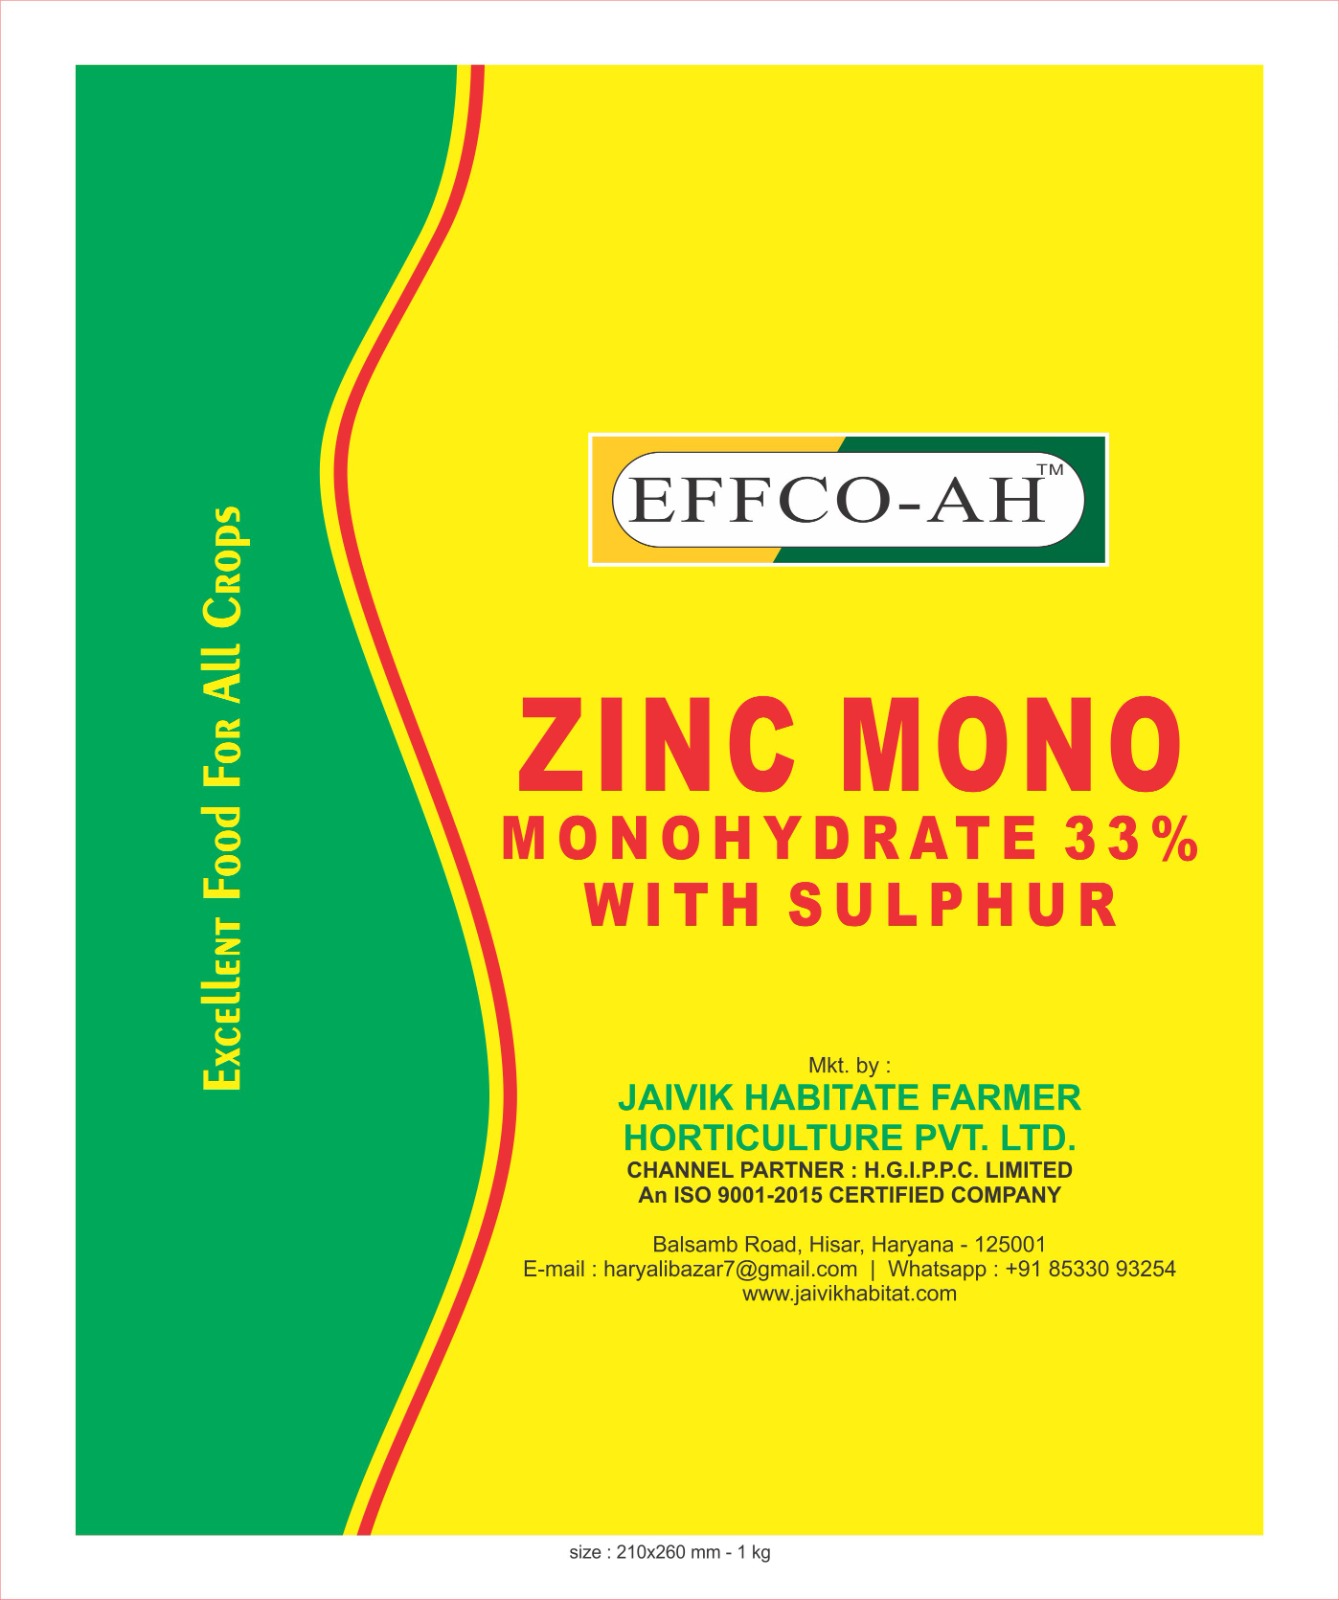 Excellent Food For All Crops
EFFCO-AH™
ZINC MONO
MONOHYDRATE 33%
WITH SULPHUR
Mkt. by :
JAIVIK HABITATE FARMER
HORTICULTURE PVT. LTD.
CHANNEL PARTNER : H.G.I.P.P.C. LIMITED
An ISO 9001-2015 CERTIFIED COMPANY
Balsamb Road, Hisar, Haryana - 125001
E-mail : haryalibazar7@gmail.com | Whatsapp : +91 85330 93254
www.jaivikhabitat.com
size : 210x260 mm - 1 kg